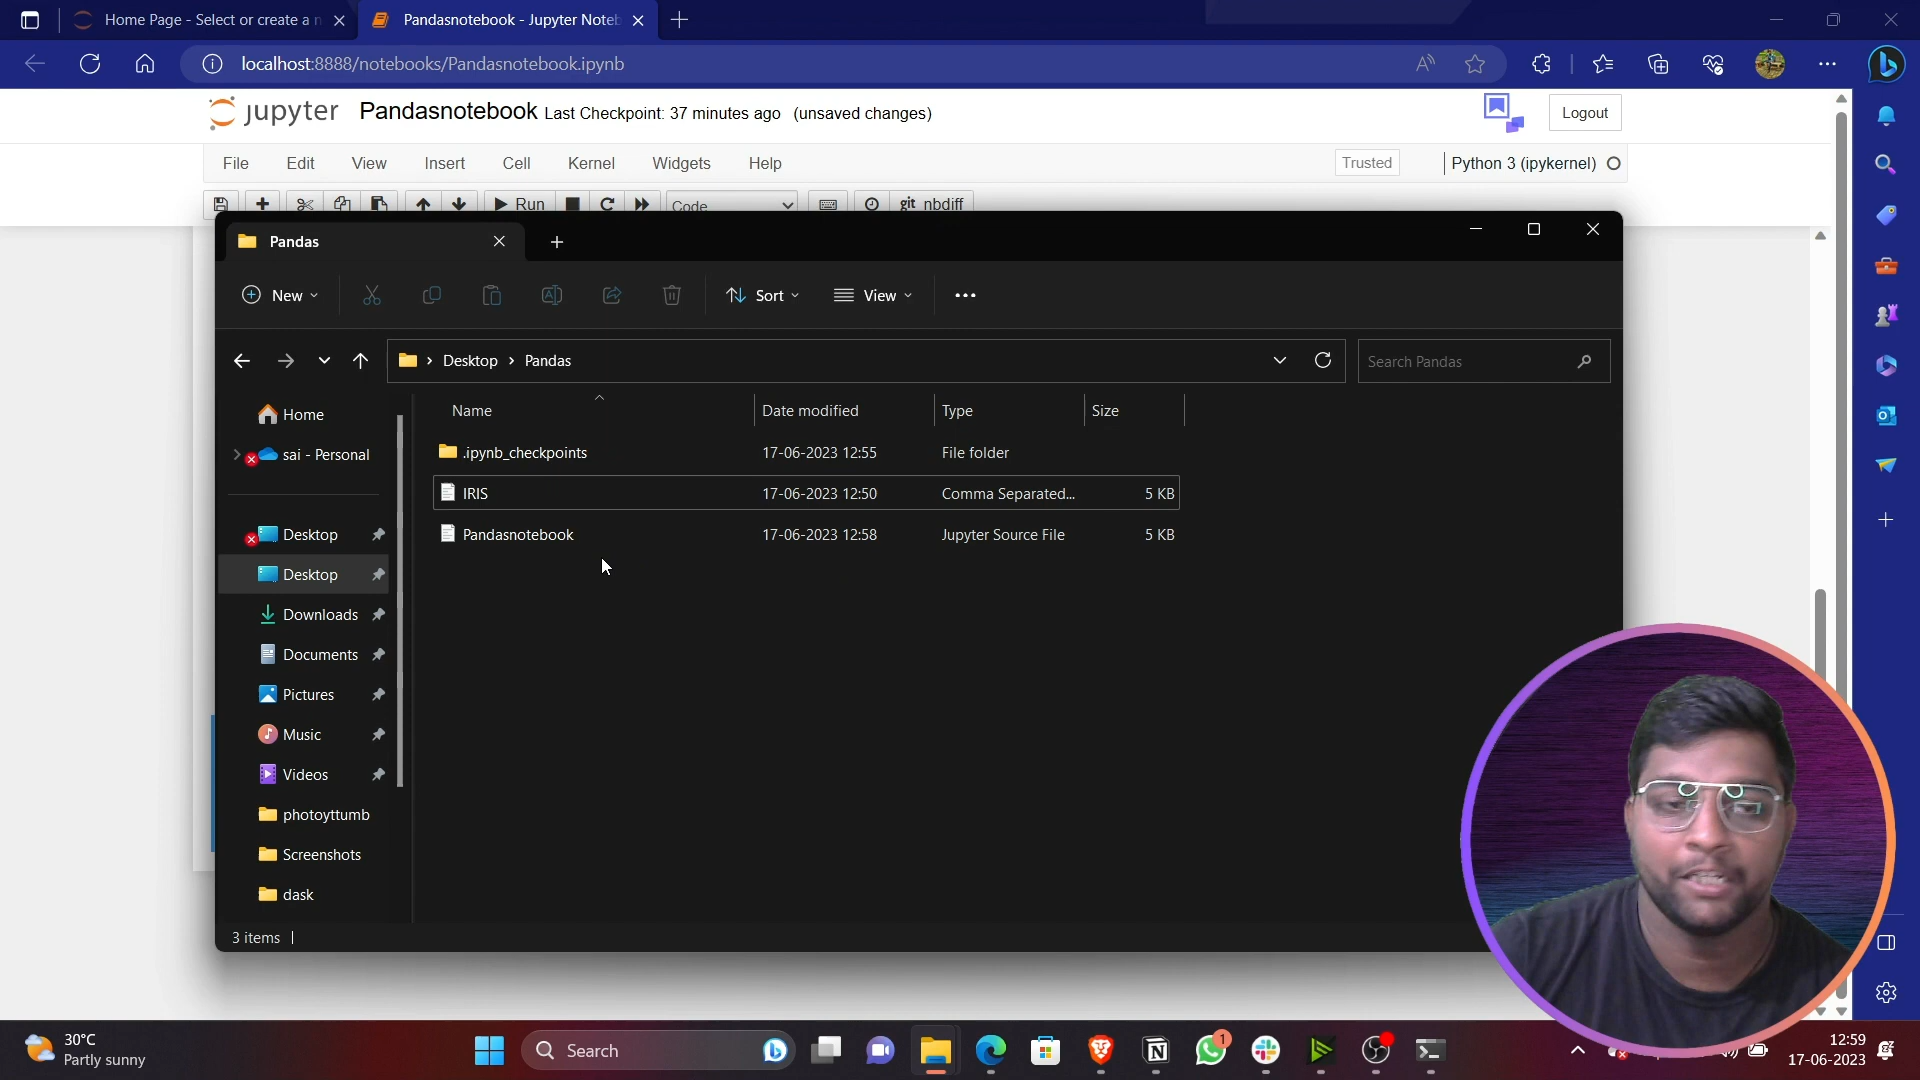 Home Page - Select or create a n
Pandasnotebook - Jupyter Noteb
localhost:8888/notebooks/Pandasnotebook.ipynb
jupyter Pandasnotebook Last Checkpoint: 37 minutes ago (unsaved changes)
Logout
File Edit View Insert Cell Kernel Widgets Help
Trusted
Python 3 (ipykernel)
Run
Code
git nbdiff
Pandas
New
Sort
View
Desktop
Pandas
Search Pandas
Name Date modified Type Size
.ipynb_checkpoints 17-06-2023 12:55 File folder
IRIS 17-06-2023 12:50 Comma Separated... 5 KB
Pandasnotebook 17-06-2023 12:58 Jupyter Source File 5 KB
Home
sai - Personal
Desktop
Desktop
Downloads
Documents
Pictures
Music
Videos
photoyttumb
Screenshots
dask
3 items
30°C
Partly sunny
Search
1
12:59
17-06-2023